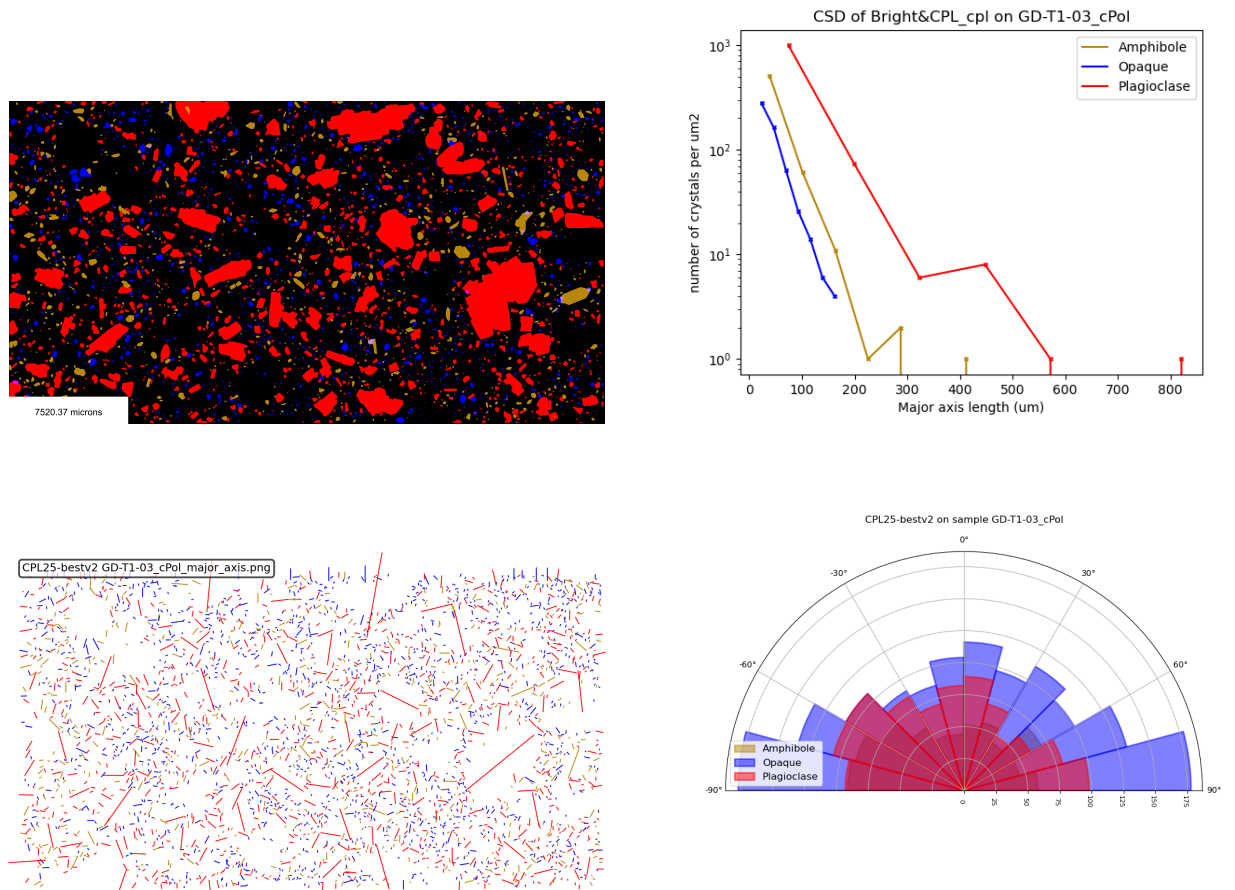 CSD of Bright&CPL_cpl on GD-T1-03_cPol
Amphibole
Opaque
Plagioclase
10³
10²
10¹
10⁰
number of crystals per um2
0 100 200 300 400 500 600 700 800
Major axis length (um)
7520.37 microns
CPL25-bestv2 on sample GD-T1-03_cPol
0°
-30°
30°
-60°
60°
-90°
90°
Amphibole
Opaque
Plagioclase
0 25 50 75 100 125 150 175
CPL25-bestv2 GD-T1-03_cPol_major_axis.png